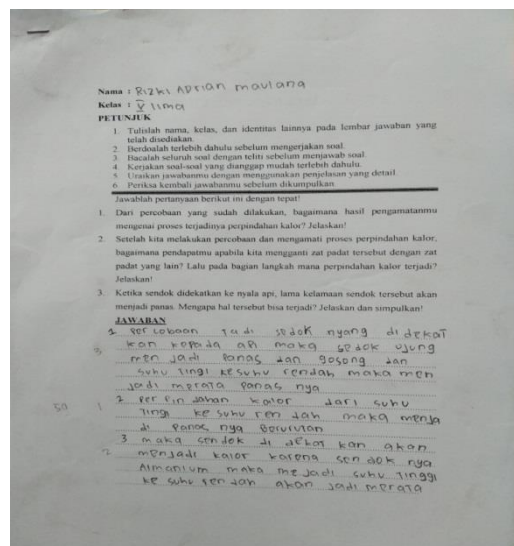 Nama : Rizki Adrian maulana
Kelas : V lima
PETUNJUK
1. Tulislah nama, kelas, dan identitas lainnya pada lembar jawaban yang
telah disediakan
2. Berdoalah terlebih dahulu sebelum mengerjakan soal
3. Bacalah seluruh soal dengan teliti sebelum menjawab soal
4. Kerjakan soal-soal yang dianggap mudah terlebih dahulu.
5. Uraikan jawabanmu dengan menggunakan penjelasan yang detail
6. Periksa kembali jawabanmu sebelum dikumpulkan
Jawablah pertanyaan berikut ini dengan tepat!
1. Dari percobaan yang sudah dilakukan, bagaimana hasil pengamatanmu
mengenai proses terjadinya perpindahan kalor? Jelaskan!
2. Setelah kita melakukan percobaan dan mengamati proses perpindahan kalor,
bagaimana pendapatmu apabila kita mengganti zat padat tersebut dengan zat
padat yang lain? Lalu pada bagian langkah mana perpindahan kalor terjadi?
Jelaskan!
3. Ketika sendok didekatkan ke nyala api, lama kelamaan sendok tersebut akan
menjadi panas. Mengapa hal tersebut bisa terjadi? Jelaskan dan simpulkan!
JAWABAN
1 percobaan tadi sedok nyang di dekat
kan kepada api maka sedok ujung
men jadi panas dan gosong dan
suhu tingi kesuhu rendah maka men
jadi merata panas nya
2 per pin dahan kalor dari suhu
Tingi ke suhu ren dah maka menja
di panas nya berurutan
3 maka sendok di dekat kan akan
menjadi kalor karena sen dok nya
Almanium maka me jadi suhu tinggi
ke suhu ren dah akan jadi merata
50